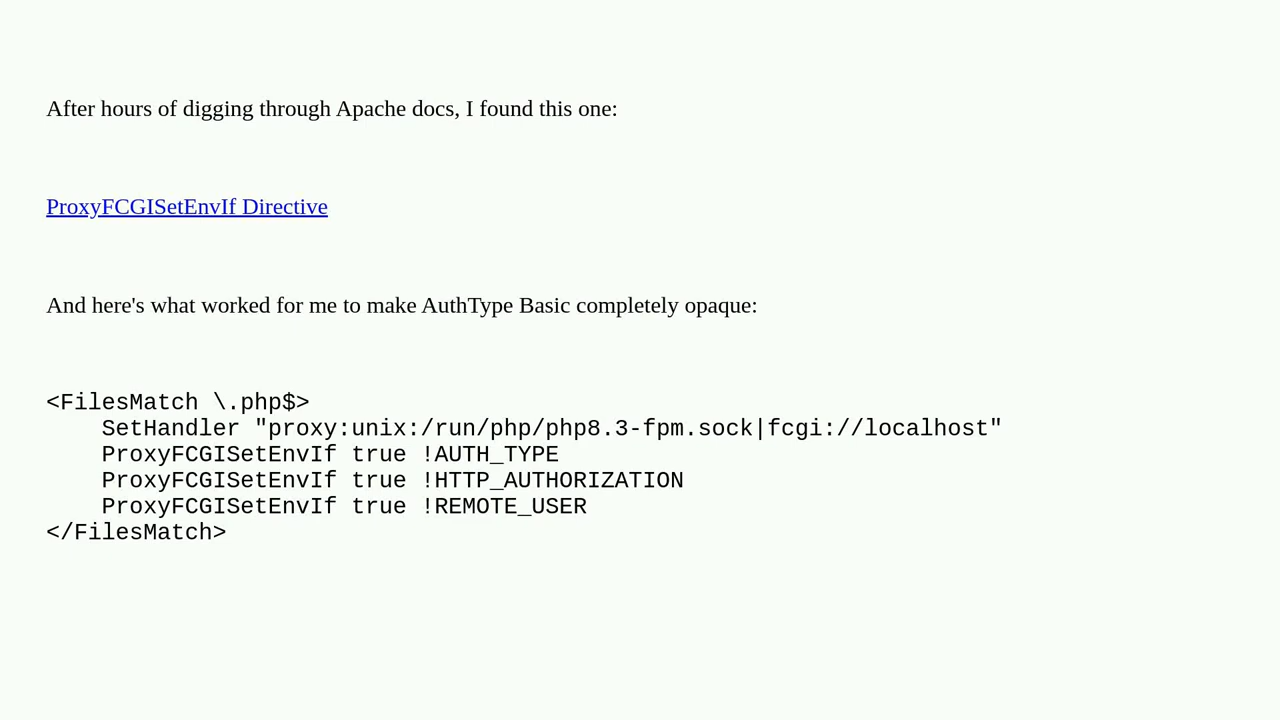 After hours of digging through Apache docs, I found this one:
ProxyFCGISetEnvIf Directive
And here's what worked for me to make AuthType Basic completely opaque:
<FilesMatch \.php$>
    SetHandler "proxy:unix:/run/php/php8.3-fpm.sock|fcgi://localhost"
    ProxyFCGISetEnvIf true !AUTH_TYPE
    ProxyFCGISetEnvIf true !HTTP_AUTHORIZATION
    ProxyFCGISetEnvIf true !REMOTE_USER
</FilesMatch>